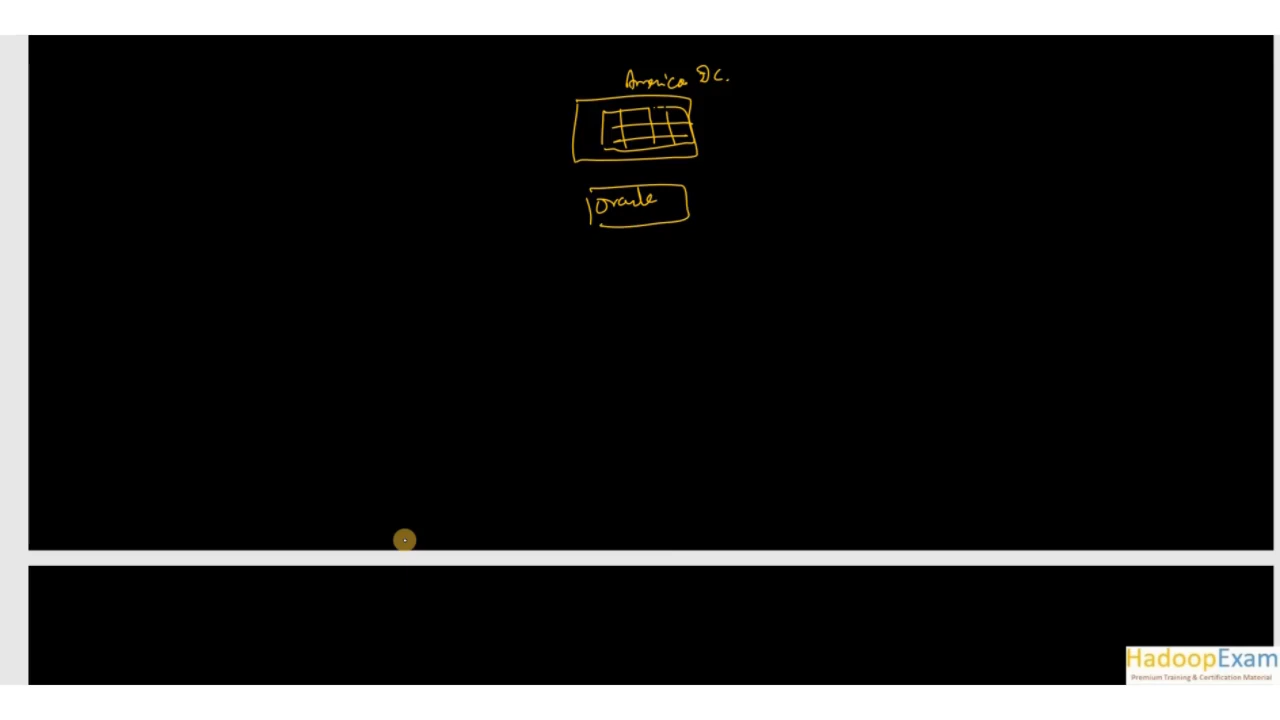 America DC.
Oracle
HadoopExam
Premium Training & Certification Material